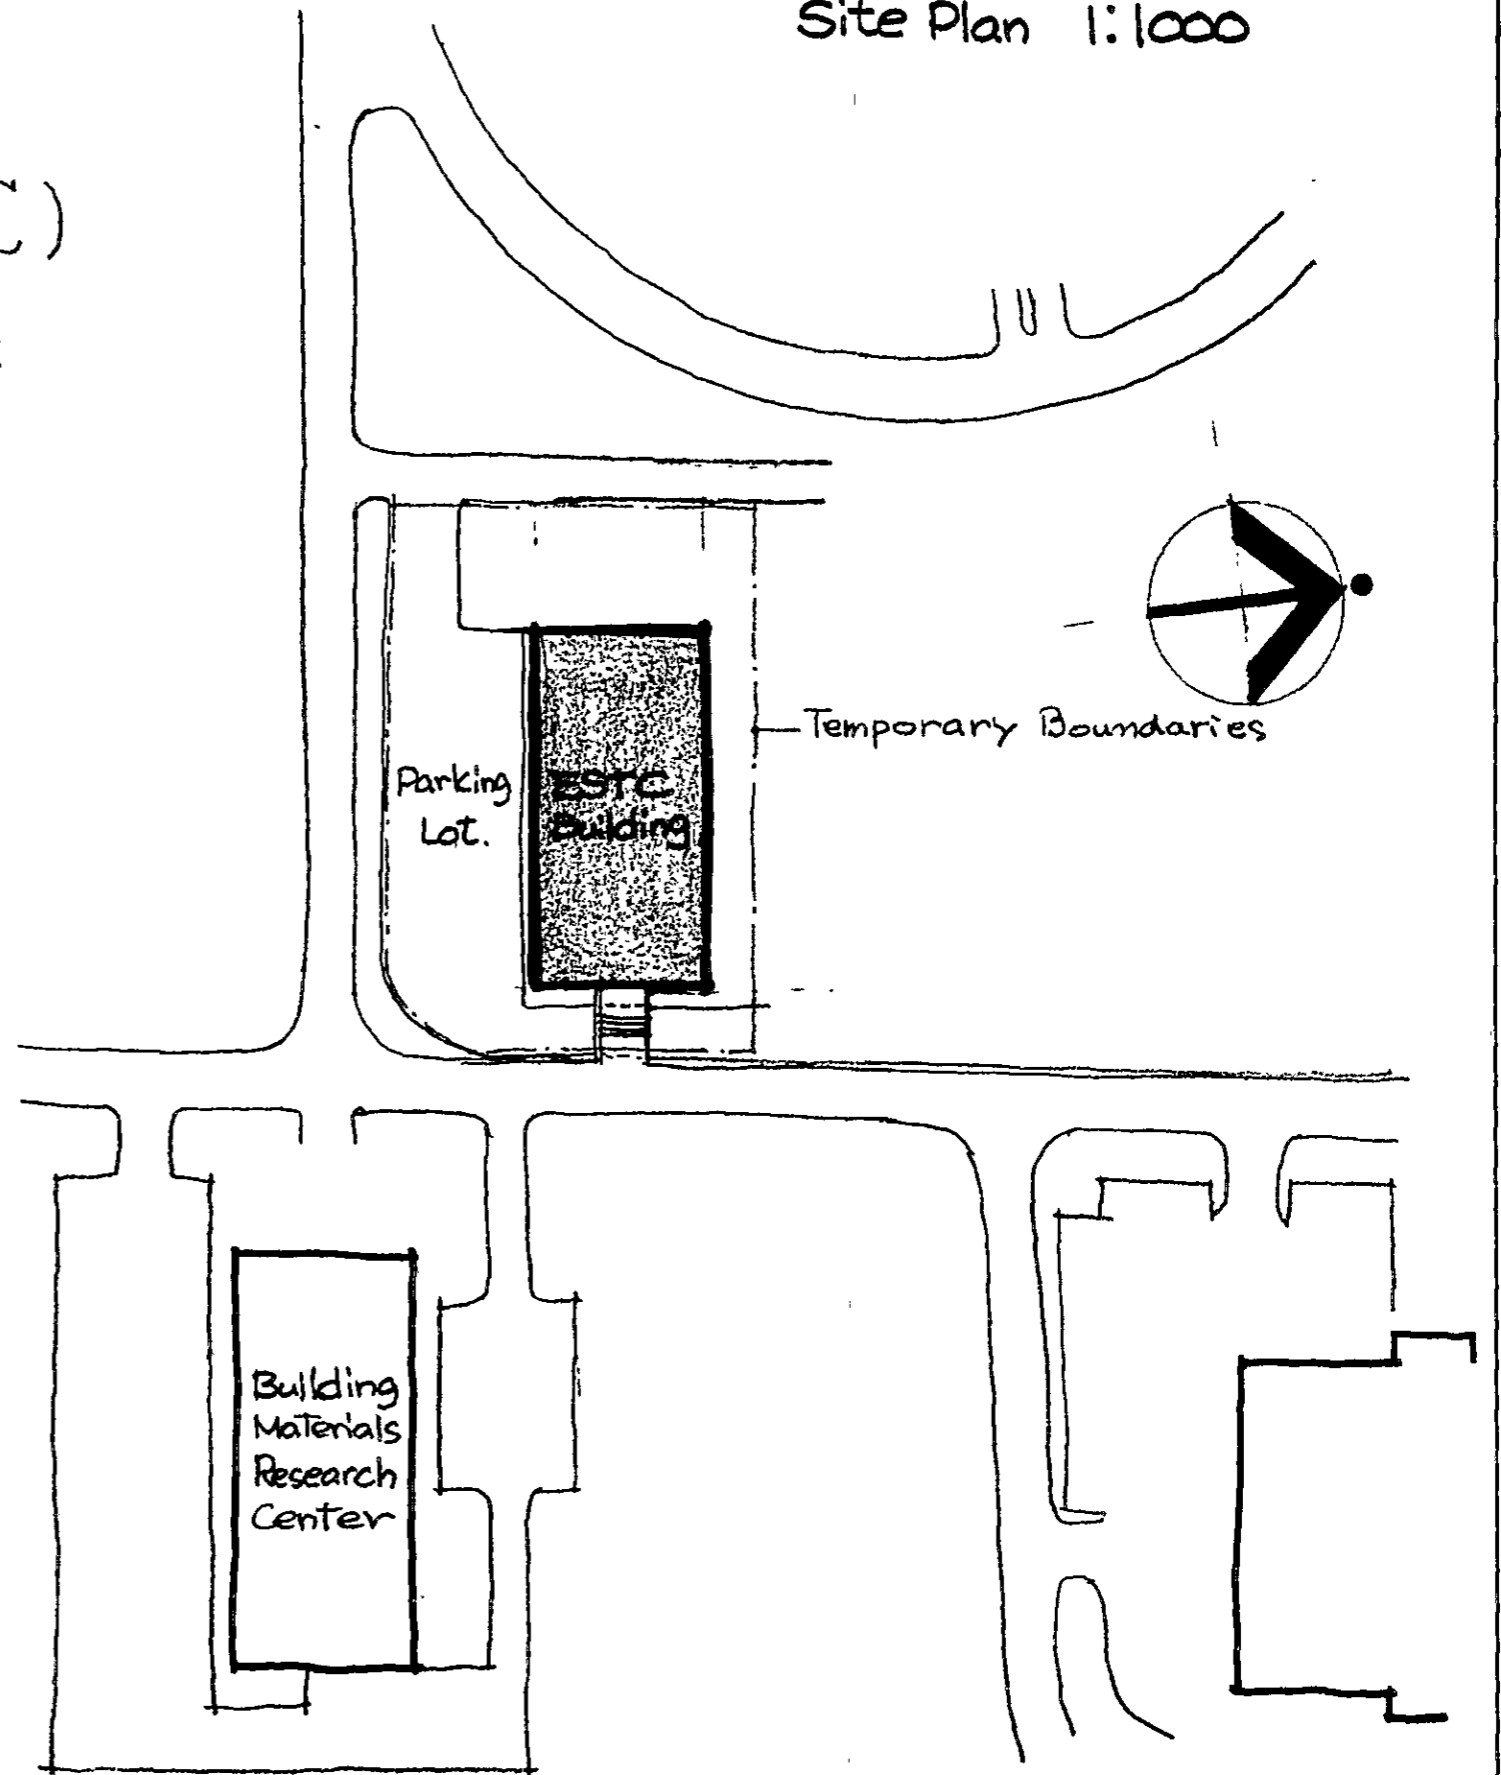 Site Plan 1:1000
Temporary Boundaries
Parking
Lot.
ESTC
Building
Building
Materials
Research
Center